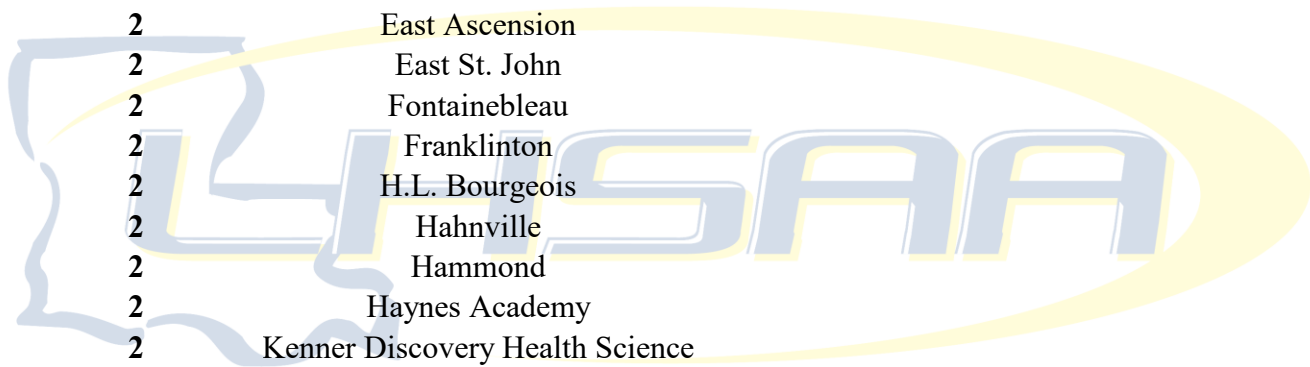 2 East Ascension
2 East St. John
2 Fontainebleau
2 Franklinton
2 H.L. Bourgeois
2 Hahnville
2 Hammond
2 Haynes Academy
2 Kenner Discovery Health Science
LHSAA